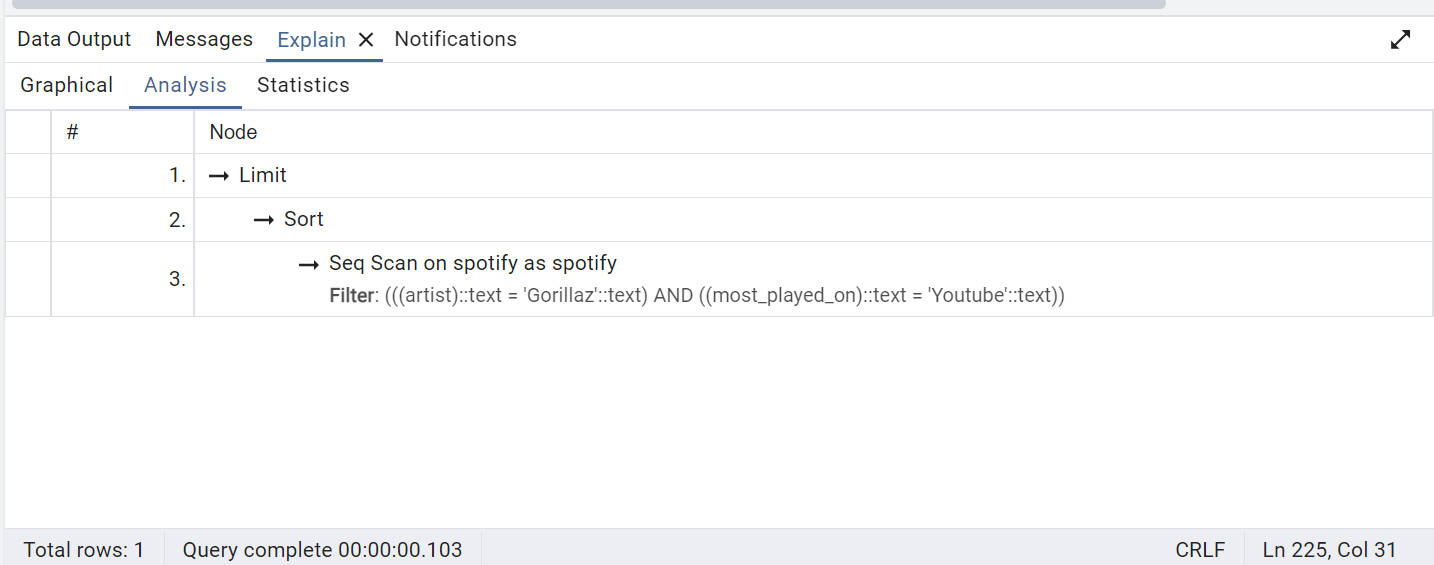 Data Output Messages Explain Notifications
Graphical Analysis Statistics
# Node
1. Limit
2. Sort
3. Seq Scan on spotify as spotify
Filter: (((artist)::text = 'Gorillaz'::text) AND ((most_played_on)::text = 'Youtube'::text))
Total rows: 1 Query complete 00:00:00.103 CRLF Ln 225, Col 31